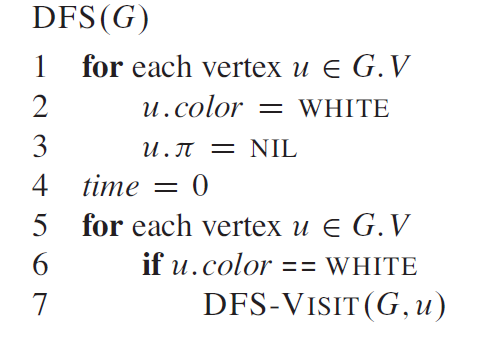 DFS(G)
1 for each vertex u ∈ G.V
2 u.color = WHITE
3 u.π = NIL
4 time = 0
5 for each vertex u ∈ G.V
6 if u.color == WHITE
7 DFS-VISIT(G, u)